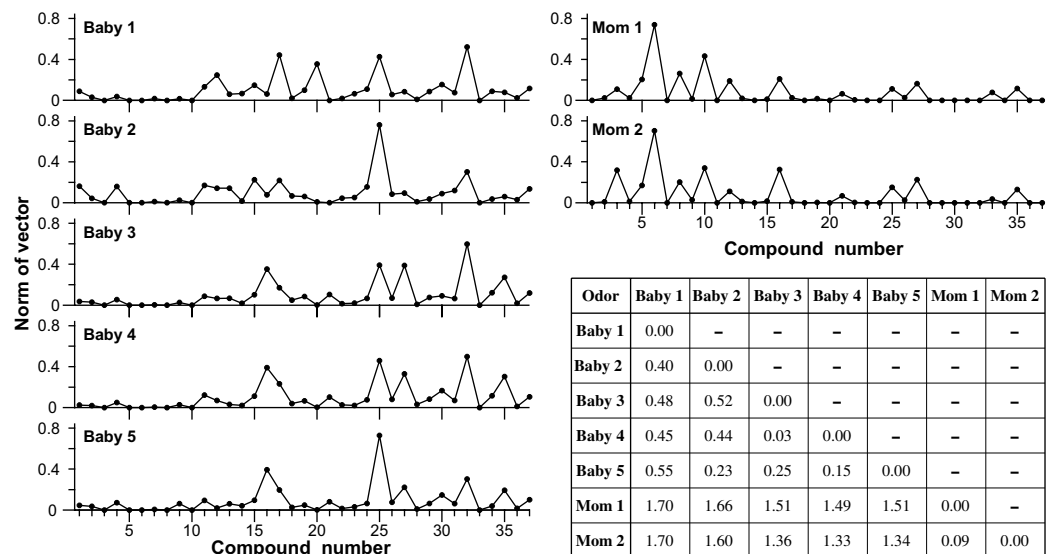 Norm of vector
Baby 1
0.8
0.4
0
Baby 2
0.8
0.4
0
Baby 3
0.8
0.4
0
Baby 4
0.8
0.4
0
Baby 5
0.8
0.4
0
5 10 15 20 25 30 35
Compound number
Mom 1
0.8
0.4
0
Mom 2
0.8
0.4
0
5 10 15 20 25 30 35
Compound number
Odor Baby 1 Baby 2 Baby 3 Baby 4 Baby 5 Mom 1 Mom 2
Baby 1 0.00 – – – – – –
Baby 2 0.40 0.00 – – – – –
Baby 3 0.48 0.52 0.00 – – – –
Baby 4 0.45 0.44 0.03 0.00 – – –
Baby 5 0.55 0.23 0.25 0.15 0.00 – –
Mom 1 1.70 1.66 1.51 1.49 1.51 0.00 –
Mom 2 1.70 1.60 1.36 1.33 1.34 0.09 0.00